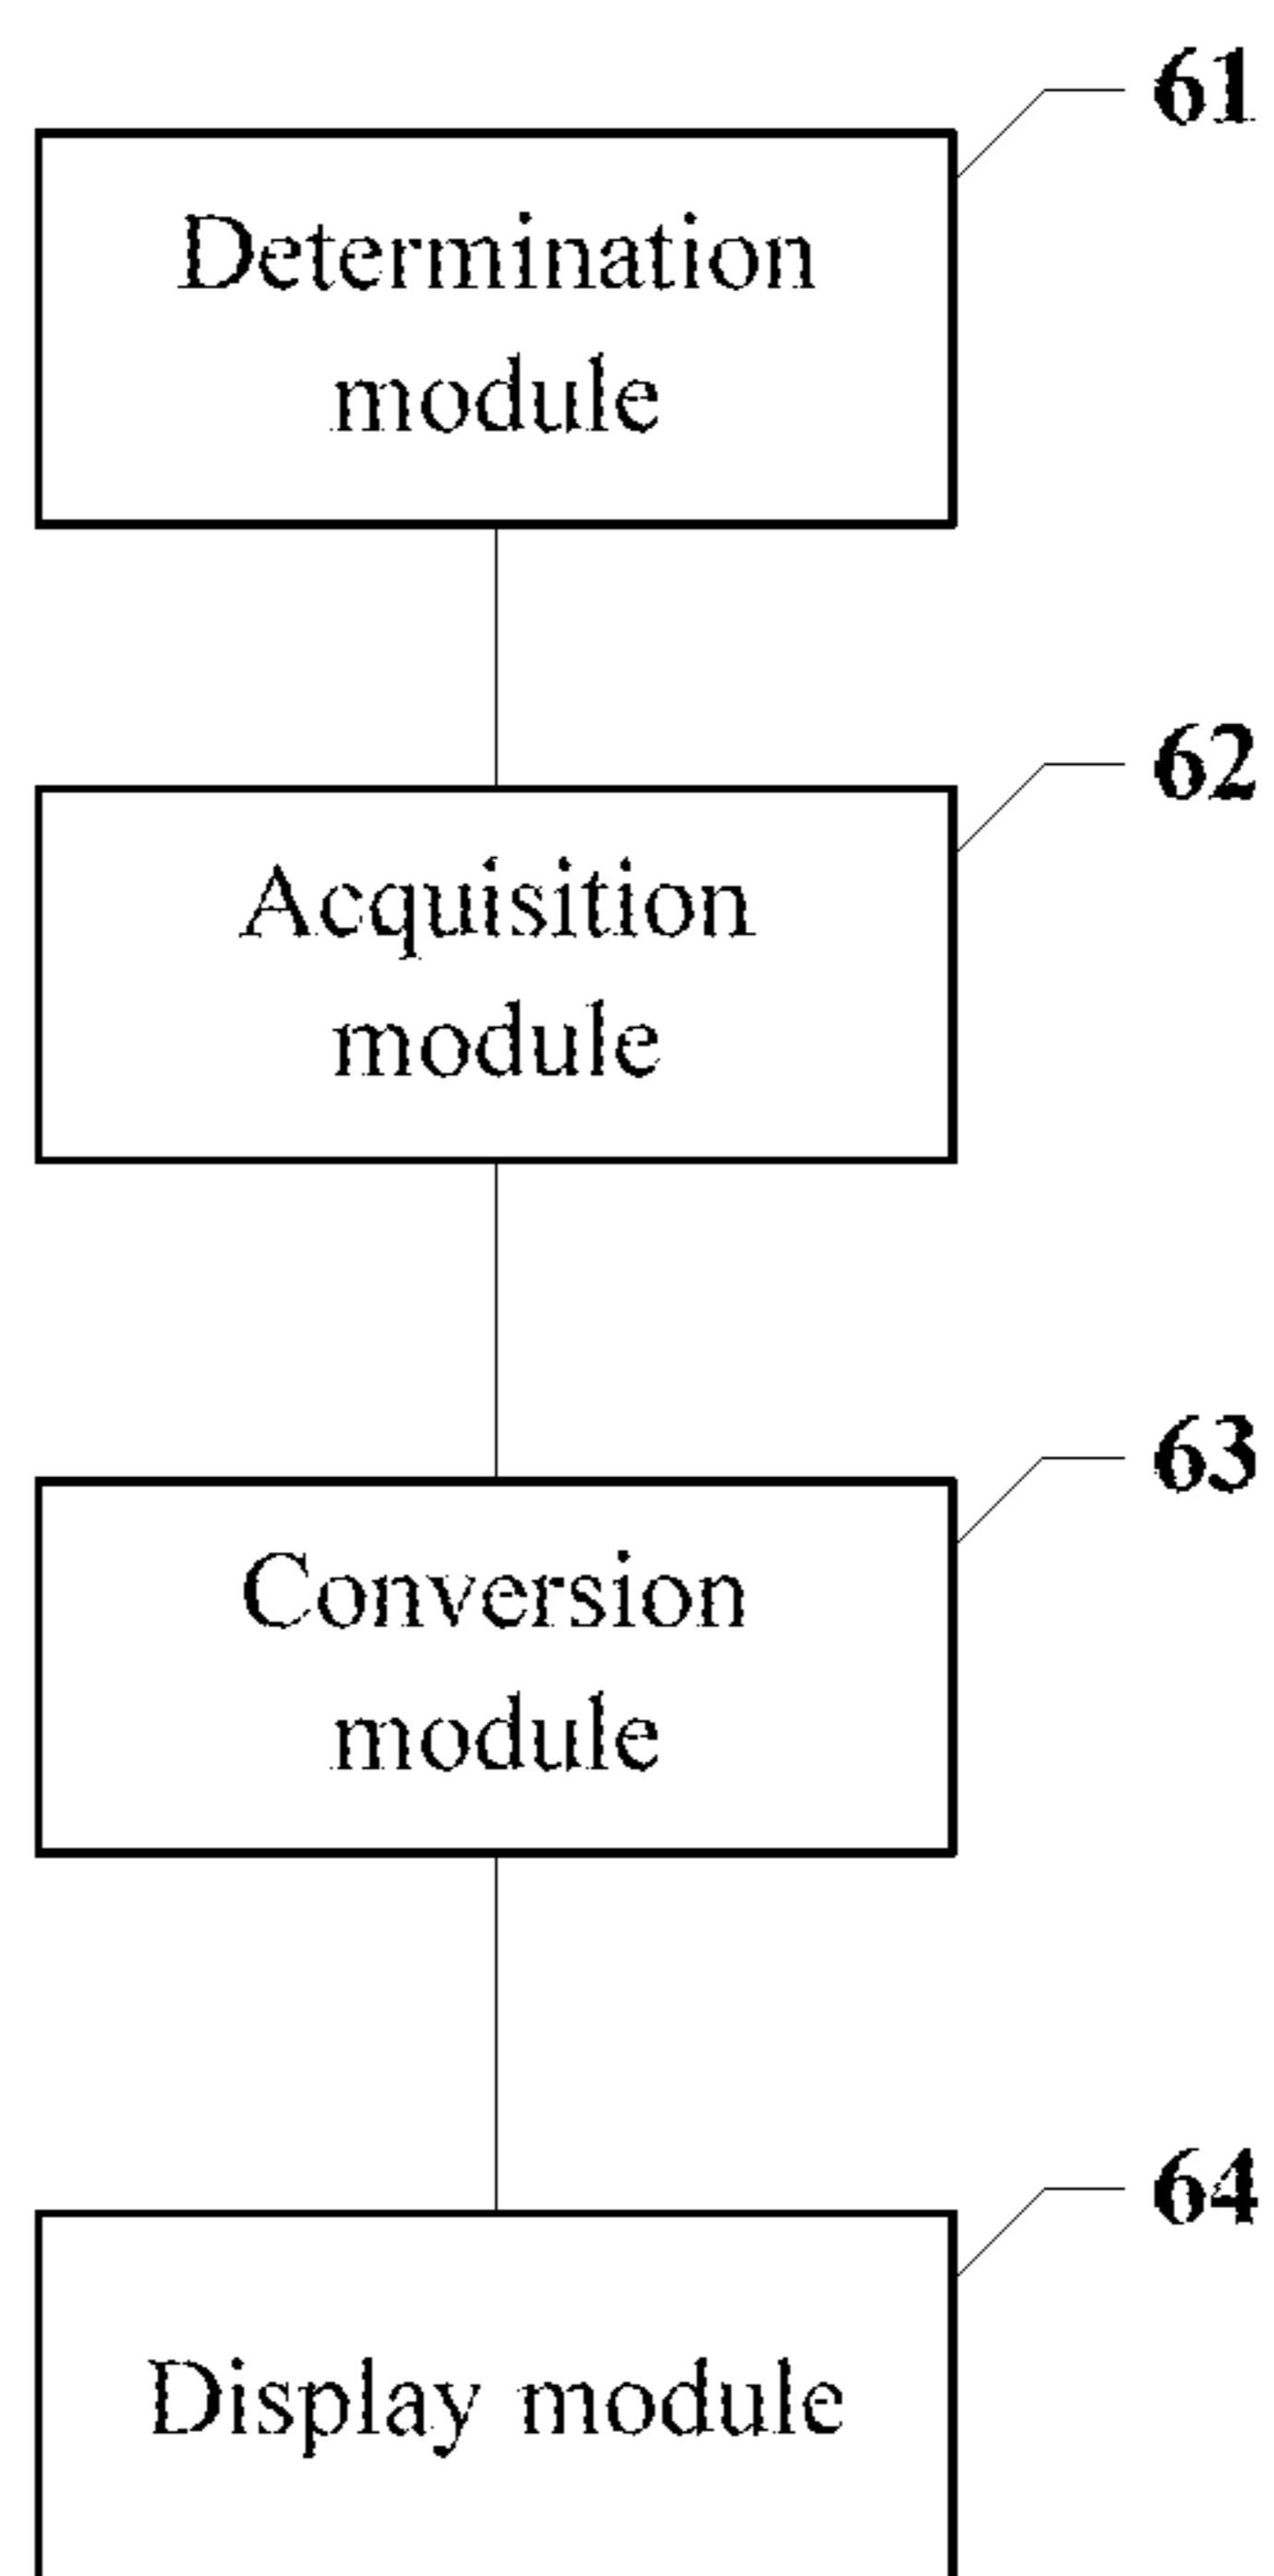 61
Determination
module
62
Acquisition
module
63
Conversion
module
64
Display module